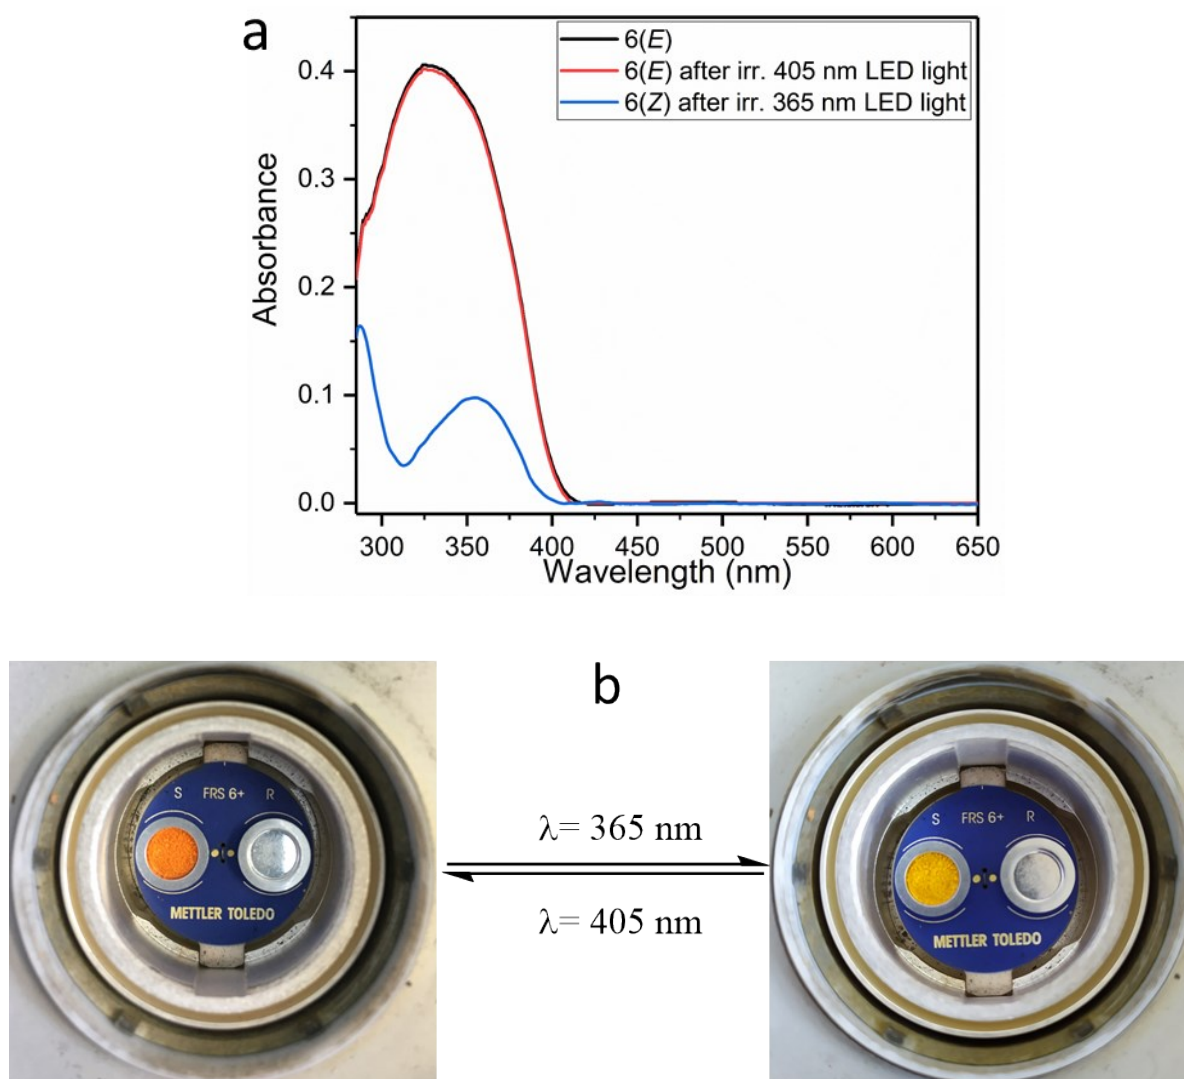 a
6(E)
6(E) after irr. 405 nm LED light
6(Z) after irr. 365 nm LED light
Absorbance
0.4
0.3
0.2
0.1
0.0
300 350 400 450 500 550 600 650
Wavelength (nm)
b
S FRS 6+ R
METTLER TOLEDO
λ= 365 nm
λ= 405 nm
S FRS 6+ R
METTLER TOLEDO